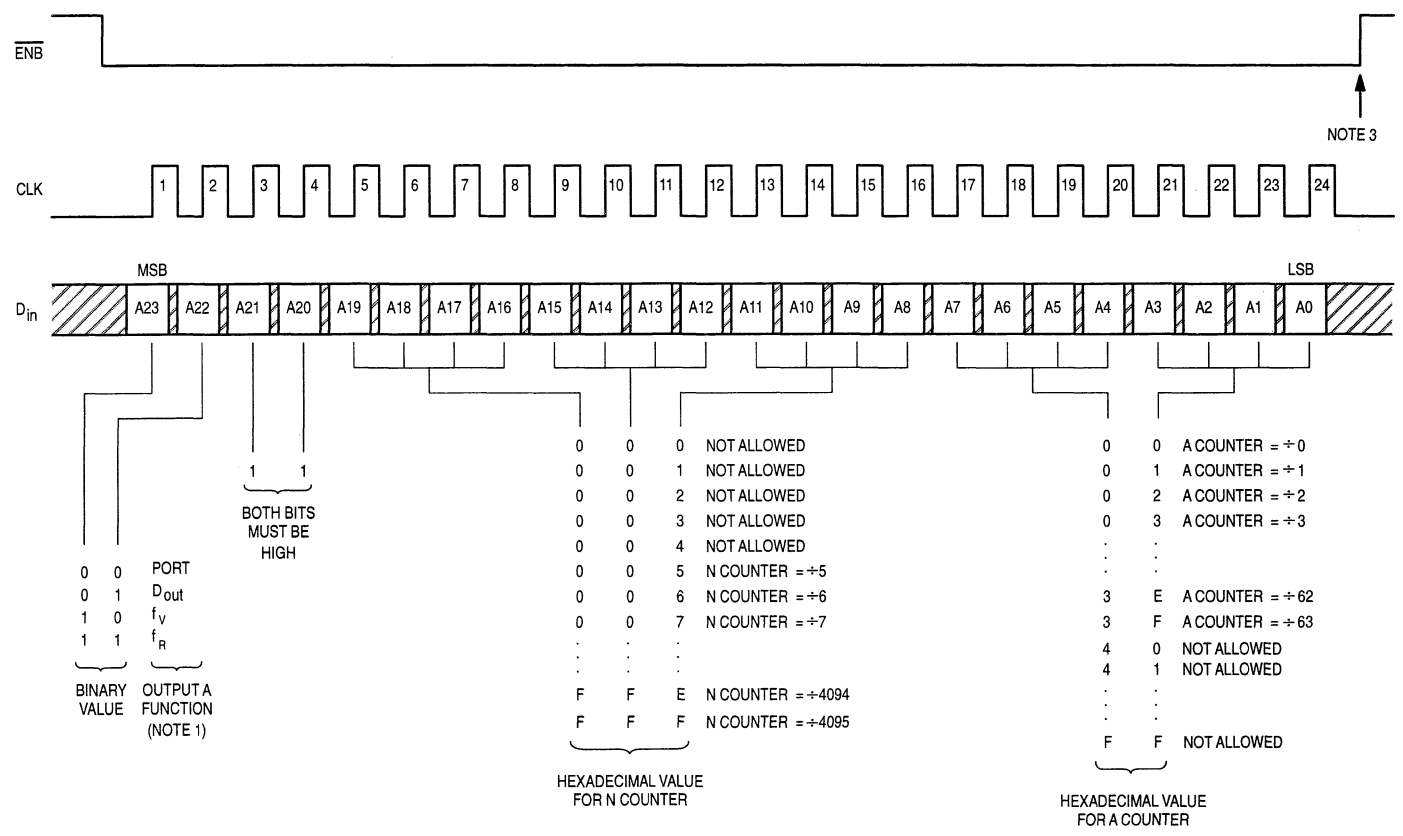 ENB
NOTE 3
CLK
1 2 3 4 5 6 7 8 9 10 11 12 13 14 15 16 17 18 19 20 21 22 23 24
MSB
LSB
Din
A23 A22 A21 A20 A19 A18 A17 A16 A15 A14 A13 A12 A11 A10 A9 A8 A7 A6 A5 A4 A3 A2 A1 A0
0 0 PORT
0 1 Dout
1 0 fV
1 1 fR
BINARY
VALUE
OUTPUT A
FUNCTION
(NOTE 1)
1 1
BOTH BITS
MUST BE
HIGH
0 0 0 NOT ALLOWED
0 0 1 NOT ALLOWED
0 0 2 NOT ALLOWED
0 0 3 NOT ALLOWED
0 0 4 NOT ALLOWED
0 0 5 N COUNTER = ÷5
0 0 6 N COUNTER = ÷6
0 0 7 N COUNTER = ÷7
. . .
. . .
. . .
F F E N COUNTER = ÷4094
F F F N COUNTER = ÷4095
HEXADECIMAL VALUE
FOR N COUNTER
0 0 A COUNTER = ÷0
0 1 A COUNTER = ÷1
0 2 A COUNTER = ÷2
0 3 A COUNTER = ÷3
. .
. .
. .
3 E A COUNTER = ÷62
3 F A COUNTER = ÷63
4 0 NOT ALLOWED
4 1 NOT ALLOWED
. .
. .
. .
F F NOT ALLOWED
HEXADECIMAL VALUE
FOR A COUNTER